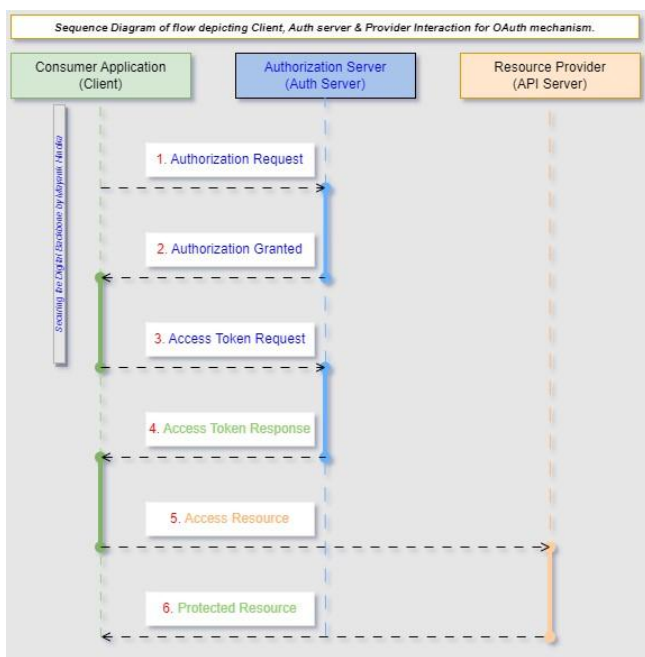 Sequence Diagram of flow depicting Client, Auth server & Provider Interaction for OAuth mechanism.
Consumer Application
(Client)
Authorization Server
(Auth Server)
Resource Provider
(API Server)
Securing the Digital Backbone by Mayank
1. Authorization Request
2. Authorization Granted
3. Access Token Request
4. Access Token Response
5. Access Resource
6. Protected Resource